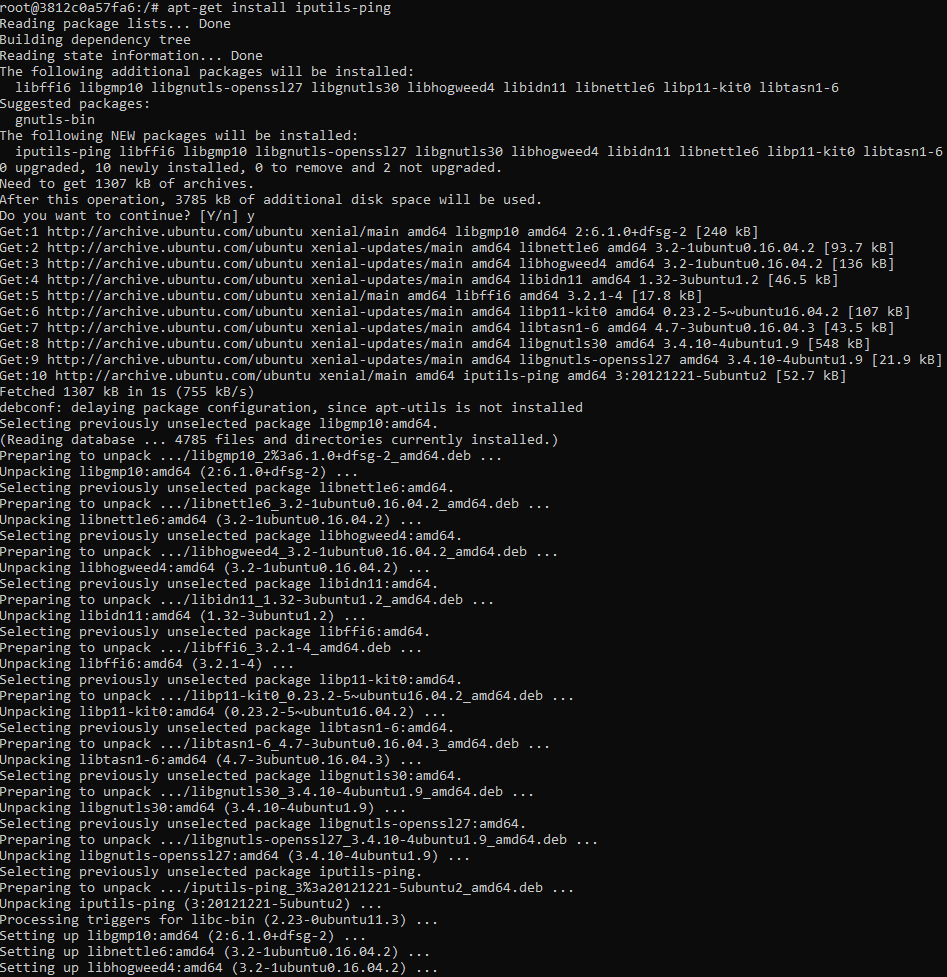 root@3812c0a57fa6:/# apt-get install iputils-ping
Reading package lists... Done
Building dependency tree
Reading state information... Done
The following additional packages will be installed:
  libffi6 libgmp10 libgnutls-openssl27 libgnutls30 libhogweed4 libidn11 libnettle6 libp11-kit0 libtasn1-6
Suggested packages:
  gnutls-bin
The following NEW packages will be installed:
  iputils-ping libffi6 libgmp10 libgnutls-openssl27 libgnutls30 libhogweed4 libidn11 libnettle6 libp11-kit0 libtasn1-6
0 upgraded, 10 newly installed, 0 to remove and 2 not upgraded.
Need to get 1307 kB of archives.
After this operation, 3785 kB of additional disk space will be used.
Do you want to continue? [Y/n] y
Get:1 http://archive.ubuntu.com/ubuntu xenial/main amd64 libgmp10 amd64 2:6.1.0+dfsg-2 [240 kB]
Get:2 http://archive.ubuntu.com/ubuntu xenial-updates/main amd64 libnettle6 amd64 3.2-1ubuntu0.16.04.2 [93.7 kB]
Get:3 http://archive.ubuntu.com/ubuntu xenial-updates/main amd64 libhogweed4 amd64 3.2-1ubuntu0.16.04.2 [136 kB]
Get:4 http://archive.ubuntu.com/ubuntu xenial-updates/main amd64 libidn11 amd64 1.32-3ubuntu1.2 [46.5 kB]
Get:5 http://archive.ubuntu.com/ubuntu xenial/main amd64 libffi6 amd64 3.2.1-4 [17.8 kB]
Get:6 http://archive.ubuntu.com/ubuntu xenial-updates/main amd64 libp11-kit0 amd64 0.23.2-5~ubuntu16.04.2 [107 kB]
Get:7 http://archive.ubuntu.com/ubuntu xenial-updates/main amd64 libtasn1-6 amd64 4.7-3ubuntu0.16.04.3 [43.5 kB]
Get:8 http://archive.ubuntu.com/ubuntu xenial-updates/main amd64 libgnutls30 amd64 3.4.10-4ubuntu1.9 [548 kB]
Get:9 http://archive.ubuntu.com/ubuntu xenial-updates/main amd64 libgnutls-openssl27 amd64 3.4.10-4ubuntu1.9 [21.9 kB]
Get:10 http://archive.ubuntu.com/ubuntu xenial/main amd64 iputils-ping amd64 3:20121221-5ubuntu2 [52.7 kB]
Fetched 1307 kB in 1s (755 kB/s)
debconf: delaying package configuration, since apt-utils is not installed
Selecting previously unselected package libgmp10:amd64.
(Reading database ... 4785 files and directories currently installed.)
Preparing to unpack .../libgmp10_2%3a6.1.0+dfsg-2_amd64.deb ...
Unpacking libgmp10:amd64 (2:6.1.0+dfsg-2) ...
Selecting previously unselected package libnettle6:amd64.
Preparing to unpack .../libnettle6_3.2-1ubuntu0.16.04.2_amd64.deb ...
Unpacking libnettle6:amd64 (3.2-1ubuntu0.16.04.2) ...
Selecting previously unselected package libhogweed4:amd64.
Preparing to unpack .../libhogweed4_3.2-1ubuntu0.16.04.2_amd64.deb ...
Unpacking libhogweed4:amd64 (3.2-1ubuntu0.16.04.2) ...
Selecting previously unselected package libidn11:amd64.
Preparing to unpack .../libidn11_1.32-3ubuntu1.2_amd64.deb ...
Unpacking libidn11:amd64 (1.32-3ubuntu1.2) ...
Selecting previously unselected package libffi6:amd64.
Preparing to unpack .../libffi6_3.2.1-4_amd64.deb ...
Unpacking libffi6:amd64 (3.2.1-4) ...
Selecting previously unselected package libp11-kit0:amd64.
Preparing to unpack .../libp11-kit0_0.23.2-5~ubuntu16.04.2_amd64.deb ...
Unpacking libp11-kit0:amd64 (0.23.2-5~ubuntu16.04.2) ...
Selecting previously unselected package libtasn1-6:amd64.
Preparing to unpack .../libtasn1-6_4.7-3ubuntu0.16.04.3_amd64.deb ...
Unpacking libtasn1-6:amd64 (4.7-3ubuntu0.16.04.3) ...
Selecting previously unselected package libgnutls30:amd64.
Preparing to unpack .../libgnutls30_3.4.10-4ubuntu1.9_amd64.deb ...
Unpacking libgnutls30:amd64 (3.4.10-4ubuntu1.9) ...
Selecting previously unselected package libgnutls-openssl27:amd64.
Preparing to unpack .../libgnutls-openssl27_3.4.10-4ubuntu1.9_amd64.deb ...
Unpacking libgnutls-openssl27:amd64 (3.4.10-4ubuntu1.9) ...
Selecting previously unselected package iputils-ping.
Preparing to unpack .../iputils-ping_3%3a20121221-5ubuntu2_amd64.deb ...
Unpacking iputils-ping (3:20121221-5ubuntu2) ...
Processing triggers for libc-bin (2.23-0ubuntu11.3) ...
Setting up libgmp10:amd64 (2:6.1.0+dfsg-2) ...
Setting up libnettle6:amd64 (3.2-1ubuntu0.16.04.2) ...
Setting up libhogweed4:amd64 (3.2-1ubuntu0.16.04.2) ...